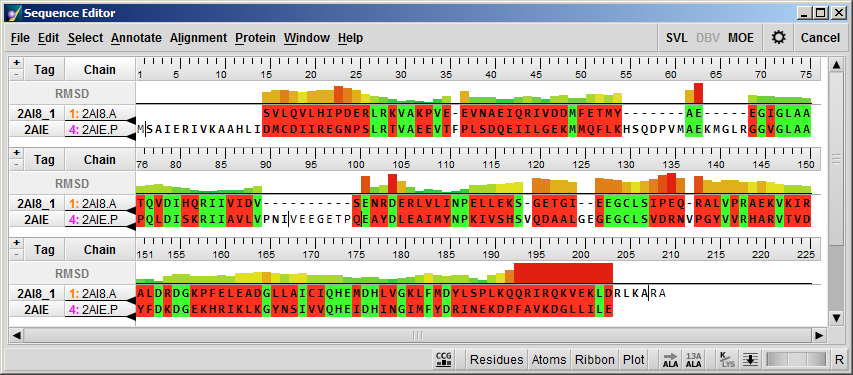 Sequence Editor
File Edit Select Annotate Alignment Protein Window Help SVL DBV MOE Cancel
+ - Tag Chain 1 5 10 15 20 25 30 35 40 45 50 55 60 65 70 75
RMSD
2AI8_1 1: 2AI8.A SVLQVLHIPDERLRKVAKPVE-EVNAEIQRIVDDMFETMY-------AE-----EGIGLAA
2AIE 4: 2AIE.P MSAIERIVKAAHLIDMCDIIREGNPSLRTVAEEVTFPLSDQEIILGEKMMQFLKHSQDPVMAEKMGLRGGVGLAA
+ - Tag Chain 76 80 85 90 95 100 105 110 115 120 125 130 135 140 145 150
RMSD
2AI8_1 1: 2AI8.A TQVDIHQRIIVIDV----------SENRDERLVLINPELLEKS-GETGI-EEGCLSIPEQ-RALVPRAEKVKIR
2AIE 4: 2AIE.P PQLDISKRIIAVLVPNIVEEGETPQEAYDLEAIMYNPKIVSHSVQDAALGEGEGCLSVDRNVPGYVVRHARVTVD
+ - Tag Chain 151 155 160 165 170 175 180 185 190 195 200 205 210 215 220 225
RMSD
2AI8_1 1: 2AI8.A ALDRDGKPFELEADGLLAICIQHEMDHLVGKLFMDYLSPLKQQRIRQKVEKLDRLKARA
2AIE 4: 2AIE.P YFDKDGEKHRIKLKGYNSIVVQHEIDHINGIMFYDRINEKDPFAVKDGLLILE
CCG Residues Atoms Ribbon Plot ALA 13A ALA K/LYS R